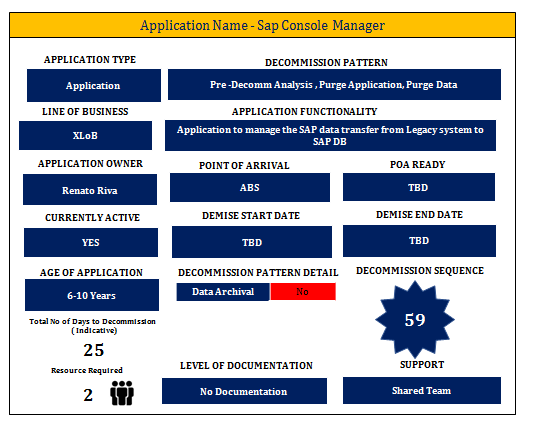 Application Name - Sap Console Manager
APPLICATION TYPE
DECOMMISSION PATTERN
Application
Pre -Decomm Analysis , Purge Application, Purge Data
LINE OF BUSINESS
APPLICATION FUNCTIONALITY
XLoB
Application to manage the SAP data transfer from Legacy system to
SAP DB
APPLICATION OWNER
POINT OF ARRIVAL
POA READY
Renato Riva
ABS
TBD
CURRENTLY ACTIVE
DEMISE START DATE
DEMISE END DATE
YES
TBD
TBD
AGE OF APPLICATION
DECOMMISSION PATTERN DETAIL
DECOMMISSION SEQUENCE
6-10 Years
Data Archival
No
59
Total No of Days to Decommission
( Indicative)
25
Resource Required
2
LEVEL OF DOCUMENTATION
SUPPORT
No Documentation
Shared Team